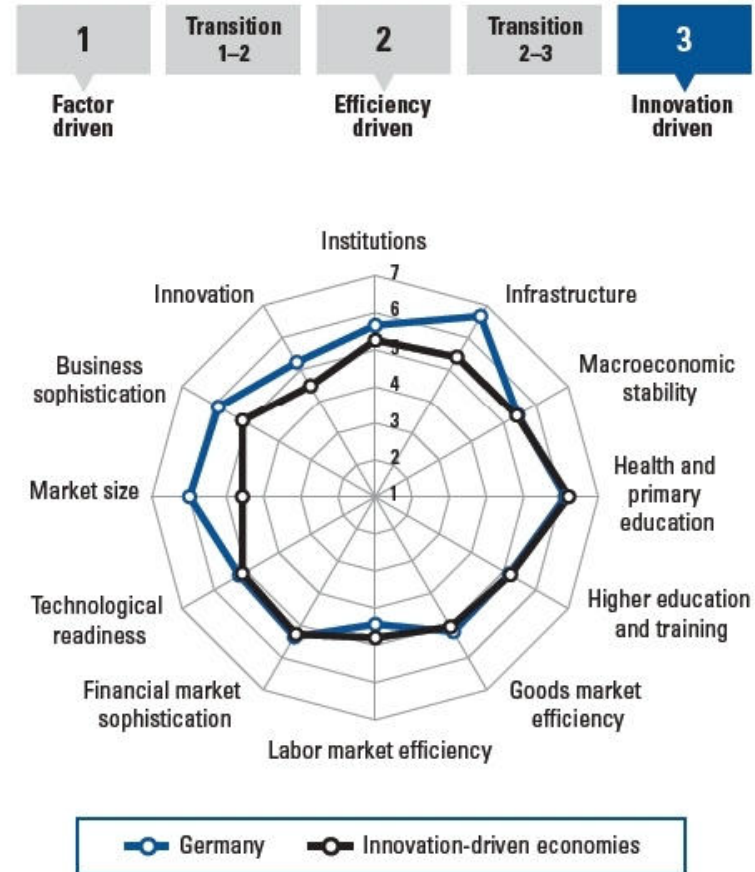 1
Transition
1–2
2
Transition
2–3
3
Factor
driven
Efficiency
driven
Innovation
driven
Institutions
Innovation
Infrastructure
Business
sophistication
Macroeconomic
stability
Market size
Health and
primary
education
Technological
readiness
Higher education
and training
Financial market
sophistication
Goods market
efficiency
Labor market efficiency
7
6
5
4
3
2
1
Germany
Innovation-driven economies